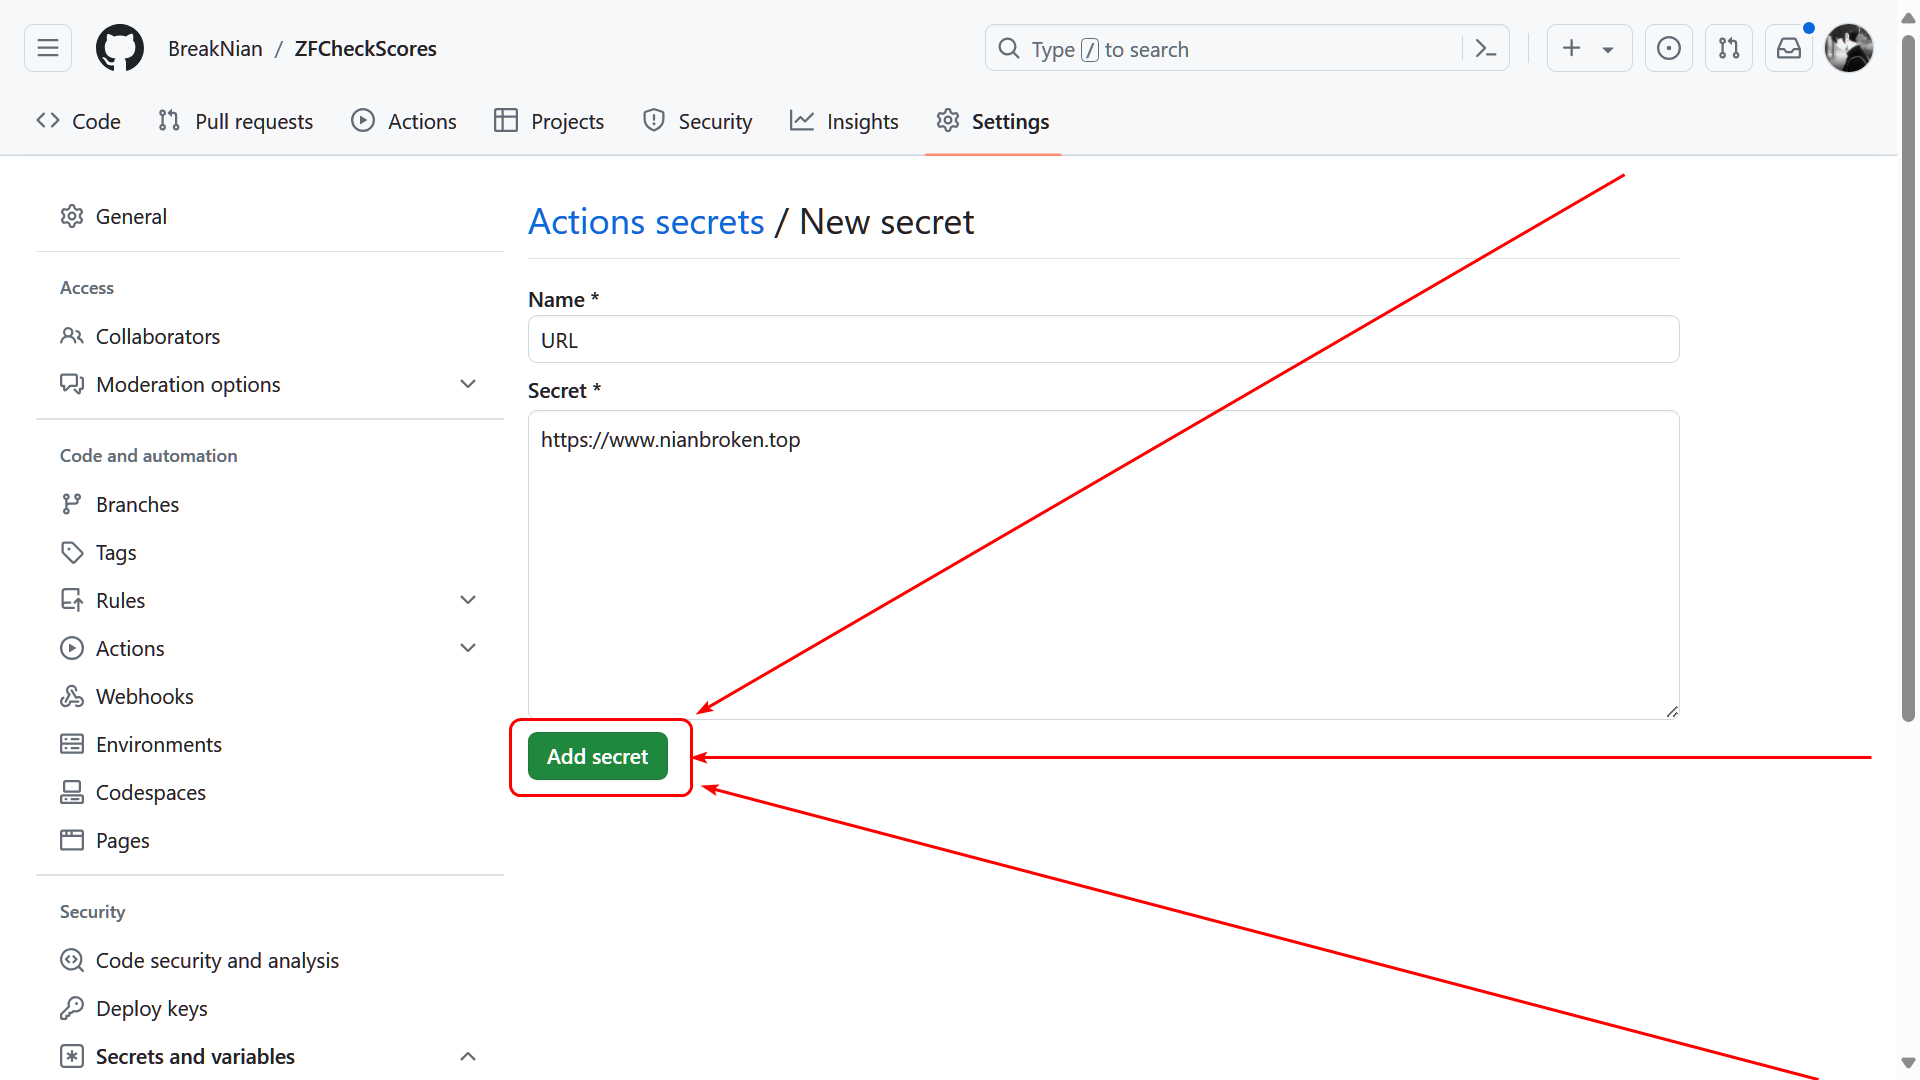 BreakNian / ZFCheckScores
Type / to search
Code
Pull requests
Actions
Projects
Security
Insights
Settings
General
Access
Collaborators
Moderation options
Code and automation
Branches
Tags
Rules
Actions
Webhooks
Environments
Codespaces
Pages
Security
Code security and analysis
Deploy keys
Secrets and variables
Actions secrets / New secret
Name *
URL
Secret *
https://www.nianbroken.top
Add secret